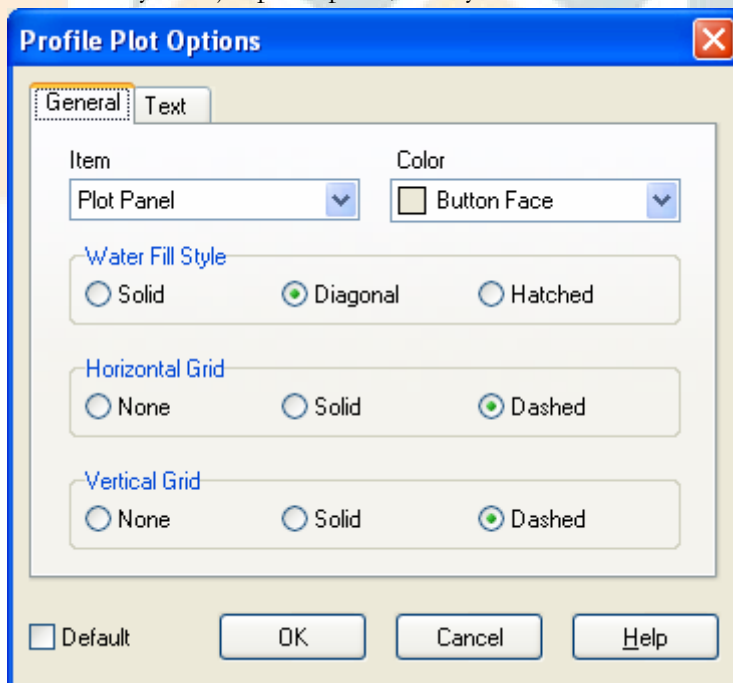 Profile Plot Options
General Text
Item Color
Plot Panel Button Face
Water Fill Style
Solid Diagonal Hatched
Horizontal Grid
None Solid Dashed
Vertical Grid
None Solid Dashed
Default OK Cancel Help